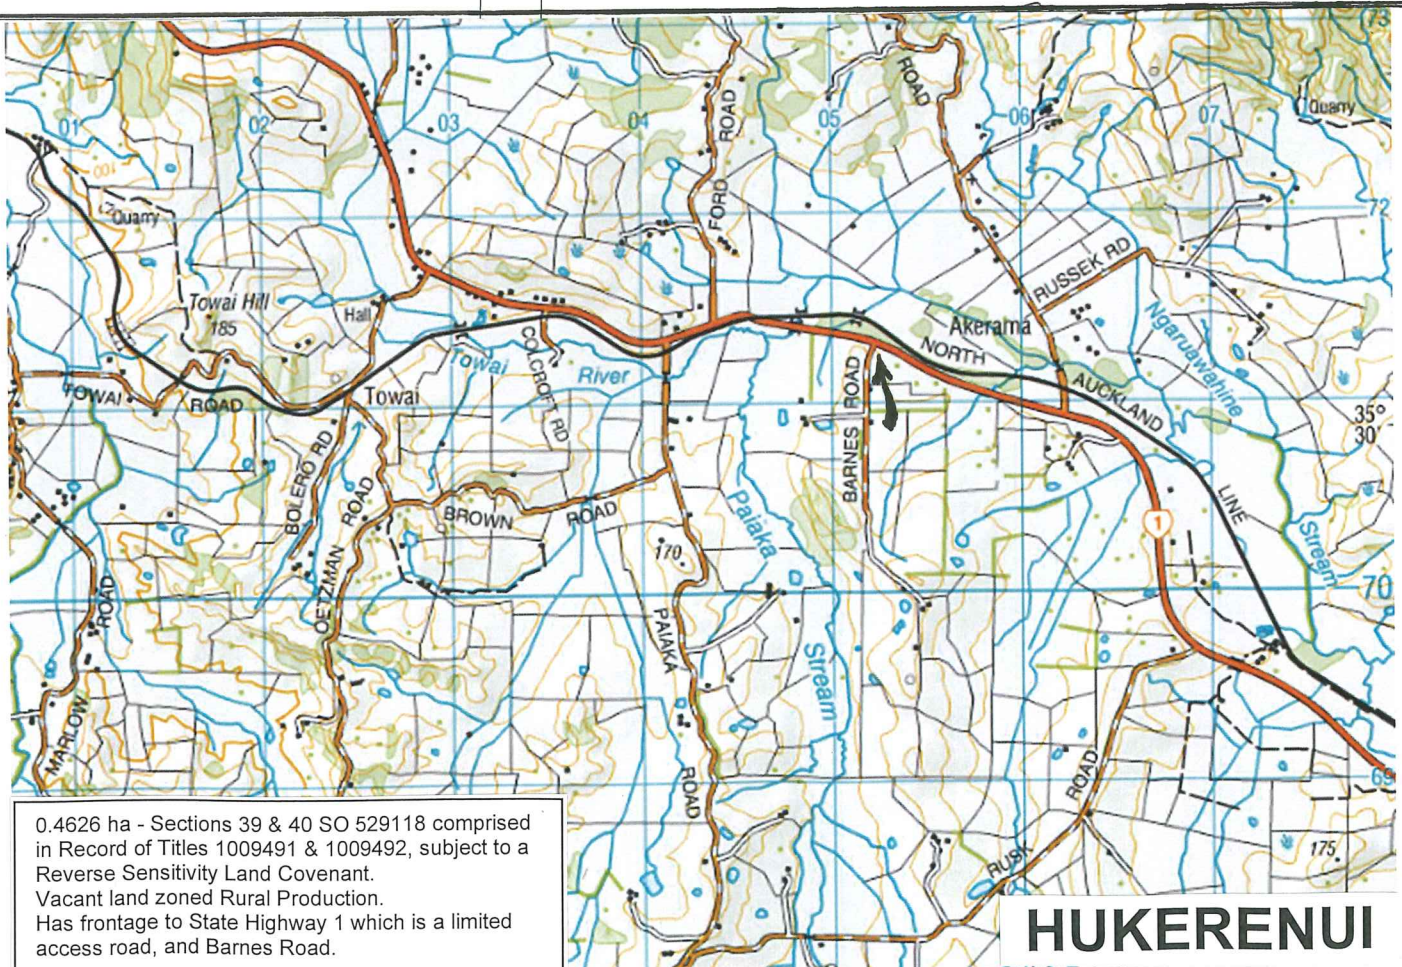 73
Quarry
ROAD
01
02
03
04
05
06
07
ROAD
100
Quarry
FORD
72
RUSSEK RD
Towai Hill
185
Hall
Ngaruawahine
Akerama
NORTH
COLCROFT RD
Towai
River
TOWAI
ROAD
Towai
BARNES ROAD
AUCKLAND
35°
30'
BOLERO RD
OETZMAN ROAD
BROWN
ROAD
Paiaka
LINE
1
Stream
170
70
ROAD
PAIAKA
Stream
MARLOW
ROAD
ROAD
69
0.4626 ha - Sections 39 & 40 SO 529118 comprised
in Record of Titles 1009491 & 1009492, subject to a
Reverse Sensitivity Land Covenant.
Vacant land zoned Rural Production.
Has frontage to State Highway 1 which is a limited
access road, and Barnes Road.
RUSK
175
HUKERENUI